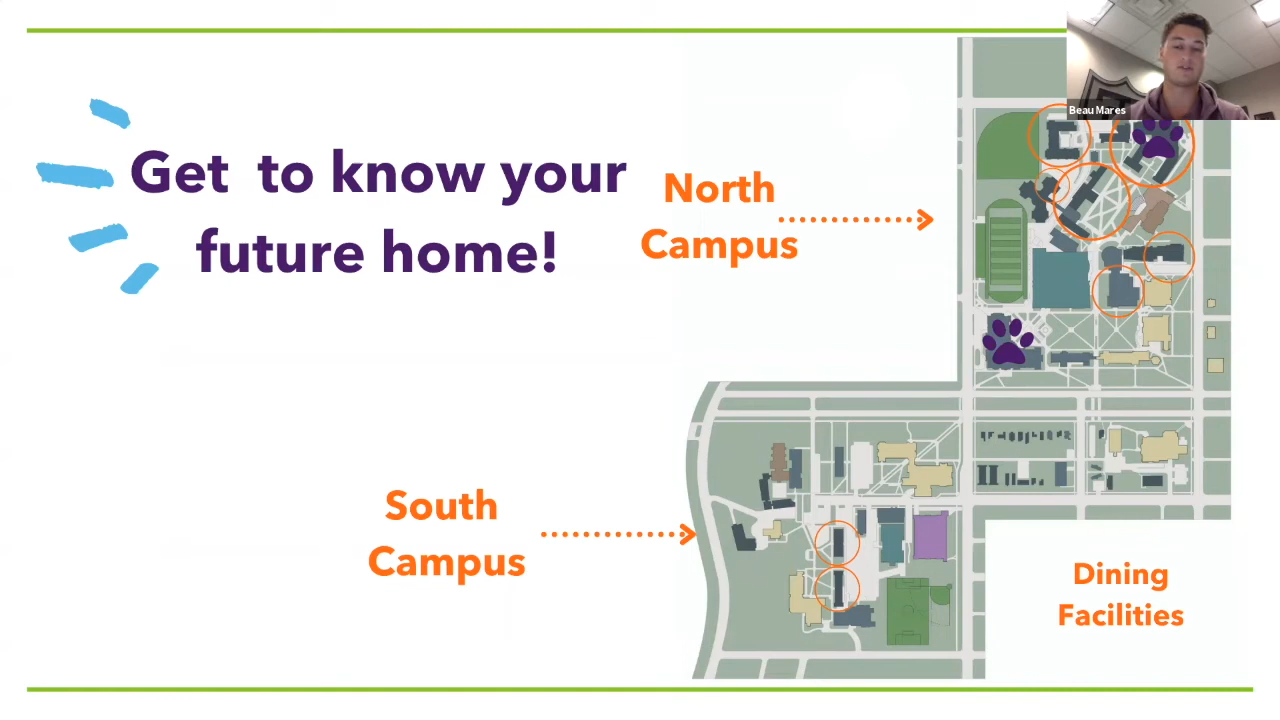 Beau Mares
Get to know your
future home!
North
Campus
South
Campus
Dining
Facilities